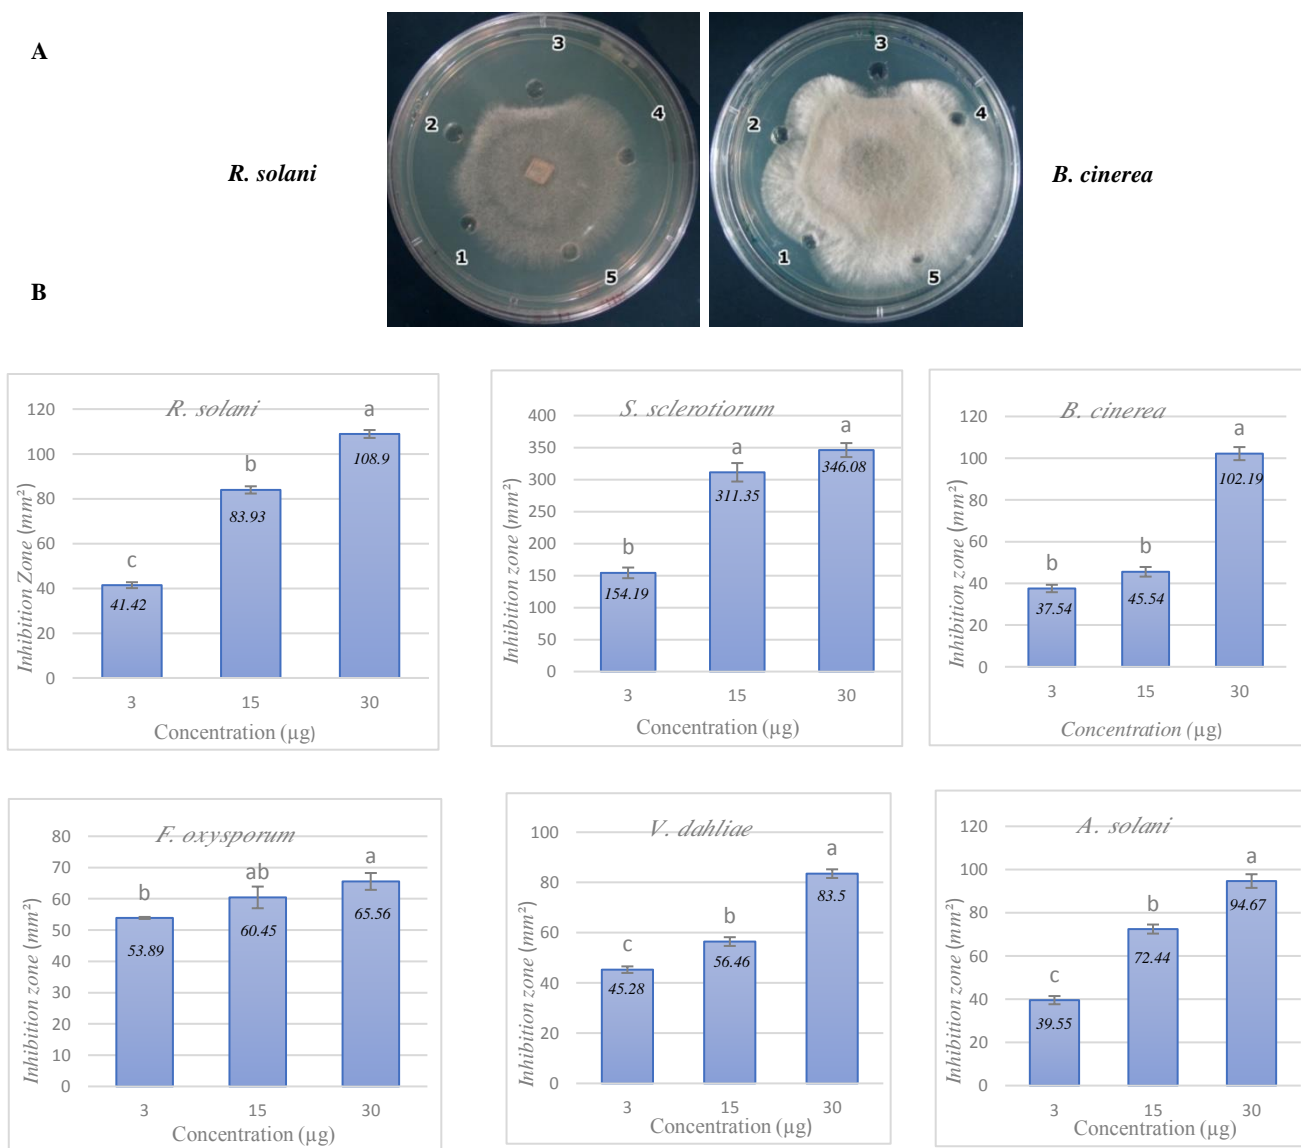 A
R. solani
1
2
3
4
5
1
2
3
4
5
B. cinerea
B
R. solani
Inhibition Zone (mm²)
120
100
80
60
40
20
0
c
b
a
41.42
83.93
108.9
3
15
30
Concentration (µg)
S. sclerotiorum
Inhibition zone (mm²)
400
350
300
250
200
150
100
50
0
b
a
a
154.19
311.35
346.08
3
15
30
Concentration (µg)
B. cinerea
Inhibition zone (mm²)
120
100
80
60
40
20
0
b
b
a
37.54
45.54
102.19
3
15
30
Concentration (µg)
F. oxysporum
Inhibition zone (mm²)
80
70
60
50
40
30
20
10
0
b
ab
a
53.89
60.45
65.56
3
15
30
Concentration (µg)
V. dahliae
Inhibition zone (mm²)
100
80
60
40
20
0
c
b
a
45.28
56.46
83.5
3
15
30
Concentration (µg)
A. solani
Inhibition zone (mm²)
120
100
80
60
40
20
0
c
b
a
39.55
72.44
94.67
3
15
30
Concentration (µg)